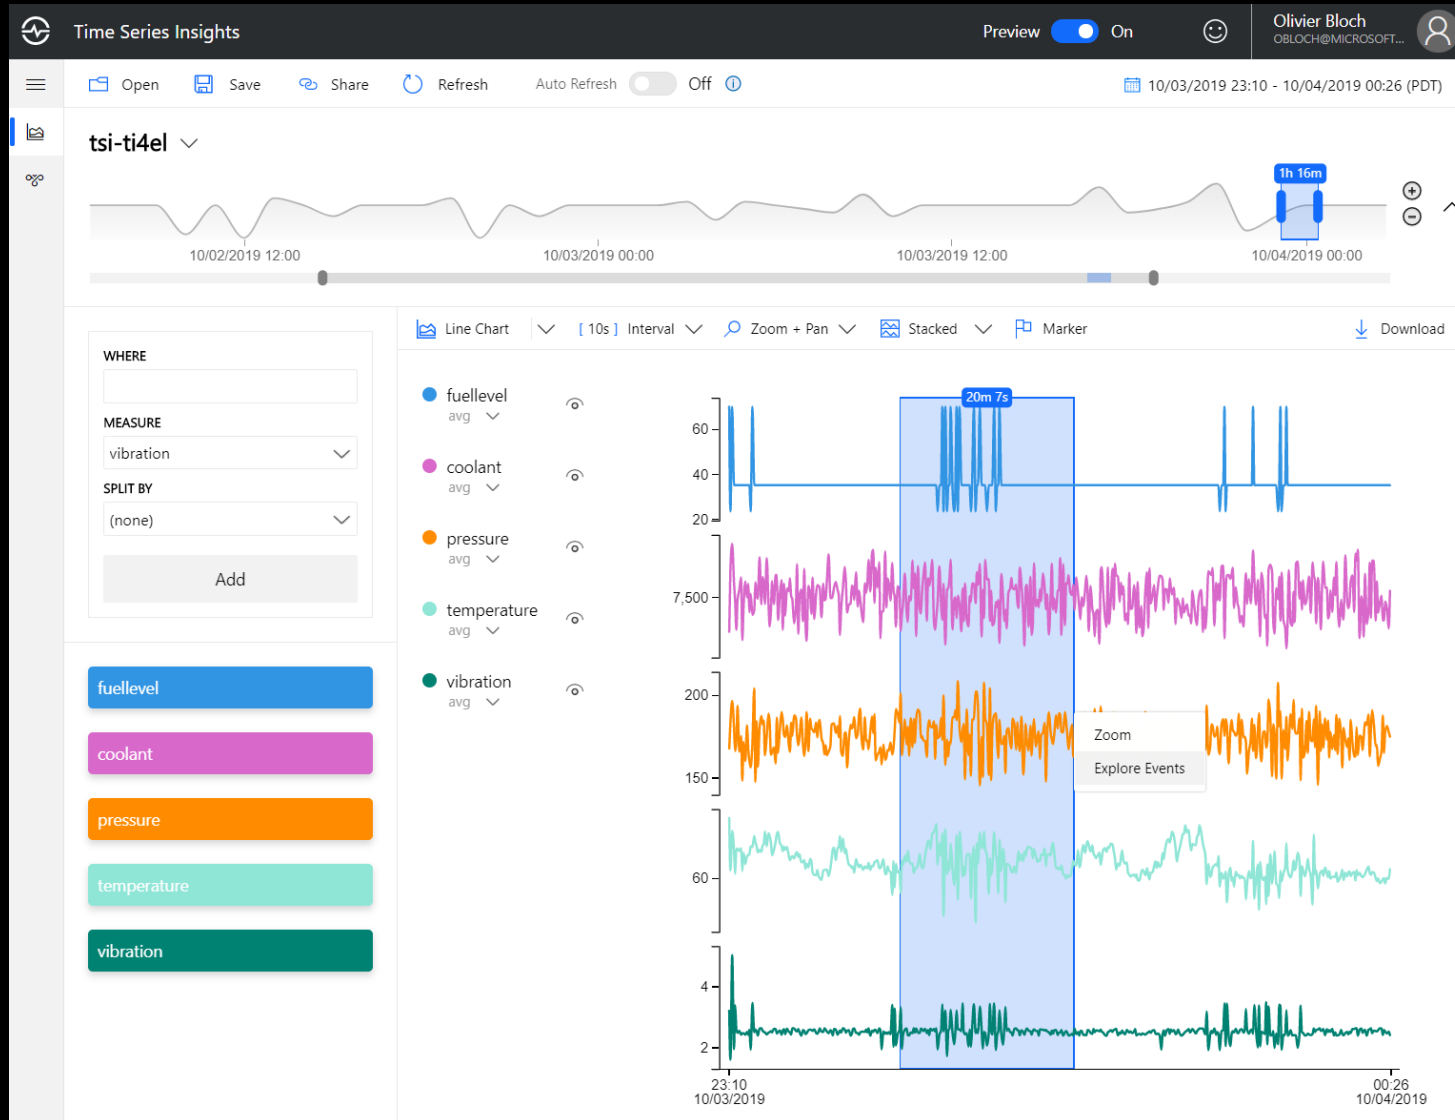 Time Series Insights
Preview On
Olivier Bloch
OBLOCH@MICROSOFT...
Open Save Share Refresh Auto Refresh Off 10/03/2019 23:10 - 10/04/2019 00:26 (PDT)
tsi-ti4el
1h 16m
10/02/2019 12:00 10/03/2019 00:00 10/03/2019 12:00 10/04/2019 00:00
Line Chart [ 10s ] Interval Zoom + Pan Stacked Marker Download
WHERE
MEASURE
vibration
SPLIT BY
(none)
Add
fuellevel
coolant
pressure
temperature
vibration
fuellevel
avg
coolant
avg
pressure
avg
temperature
avg
vibration
avg
20m 7s
60
40
20
7,500
200
150
Zoom
Explore Events
60
4
2
23:10
10/03/2019
00:26
10/04/2019